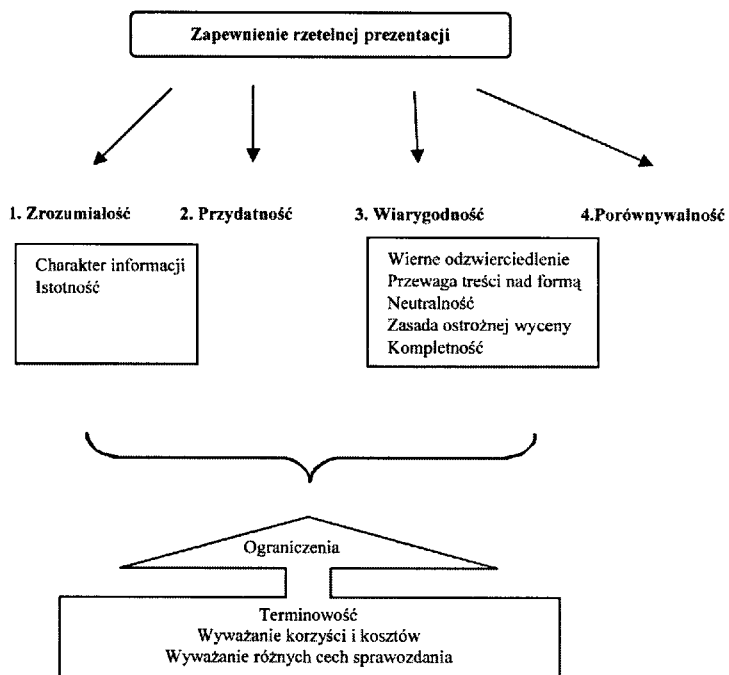 Zapewnienie rzetelnej prezentacji
1. Zrozumiałość 2. Przydatność 3. Wiarygodność 4.Porównywalność
Charakter informacji
Istotność
Wierne odzwierciedlenie
Przewaga treści nad formą
Neutralność
Zasada ostrożnej wyceny
Kompletność
Ograniczenia
Terminowość
Wyważanie korzyści i kosztów
Wyważanie różnych cech sprawozdania